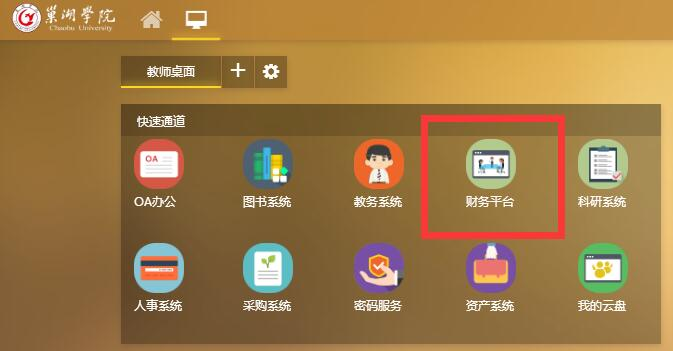 巢湖学院
Chaohu University
教师桌面
快速通道
OA
OA办公
图书系统
教务系统
财务平台
科研系统
人事系统
采购系统
密码服务
资产系统
我的云盘